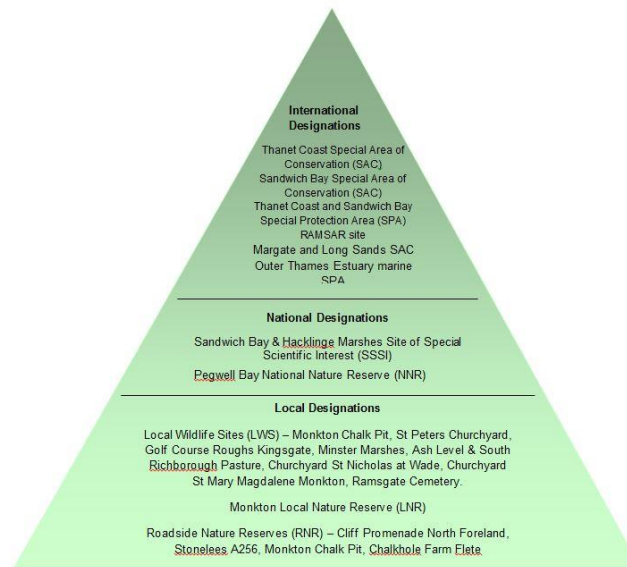 International
Designations
Thanet Coast Special Area of
Conservation (SAC)
Sandwich Bay Special Area of
Conservation (SAC)
Thanet Coast and Sandwich Bay
Special Protection Area (SPA)
RAMSAR site
Margate and Long Sands SAC
Outer Thames Estuary marine
SPA
National Designations
Sandwich Bay & Hacklinge Marshes Site of Special
Scientific Interest (SSSI)
Pegwell Bay National Nature Reserve (NNR)
Local Designations
Local Wildlife Sites (LWS) – Monkton Chalk Pit, St Peters Churchyard,
Golf Course Roughs Kingsgate, Minster Marshes, Ash Level & South
Richborough Pasture, Churchyard St Nicholas at Wade, Churchyard
St Mary Magdalene Monkton, Ramsgate Cemetery.
Monkton Local Nature Reserve (LNR)
Roadside Nature Reserves (RNR) – Cliff Promenade North Foreland,
Stonelees A256, Monkton Chalk Pit, Chalkhole Farm Flete